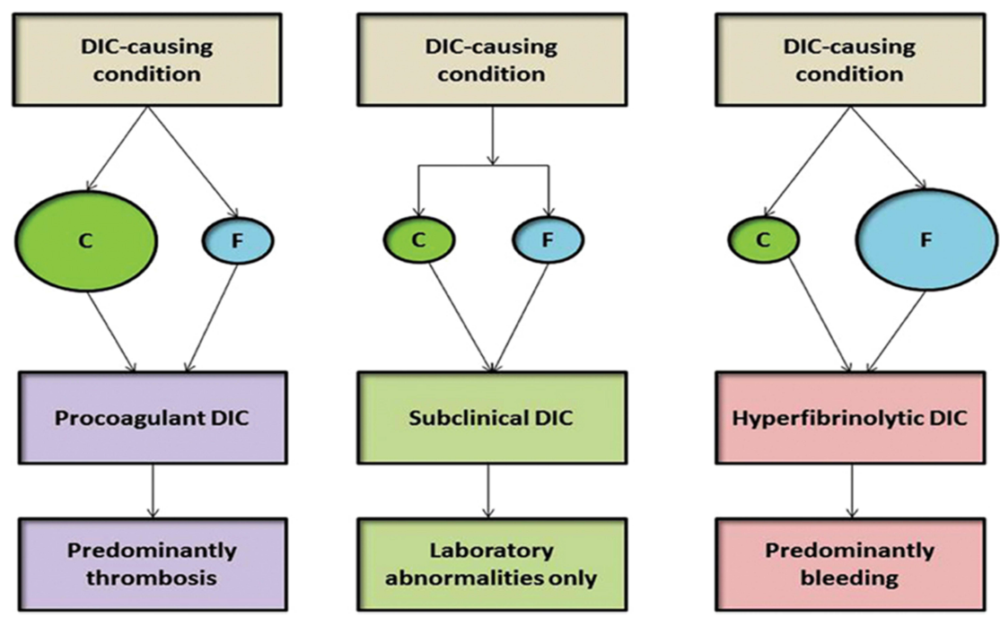 DIC-causing
condition
DIC-causing
condition
DIC-causing
condition
C
F
C
F
C
F
Procoagulant DIC
Subclinical DIC
Hyperfibrinolytic DIC
Predominantly
thrombosis
Laboratory
abnormalities only
Predominantly
bleeding